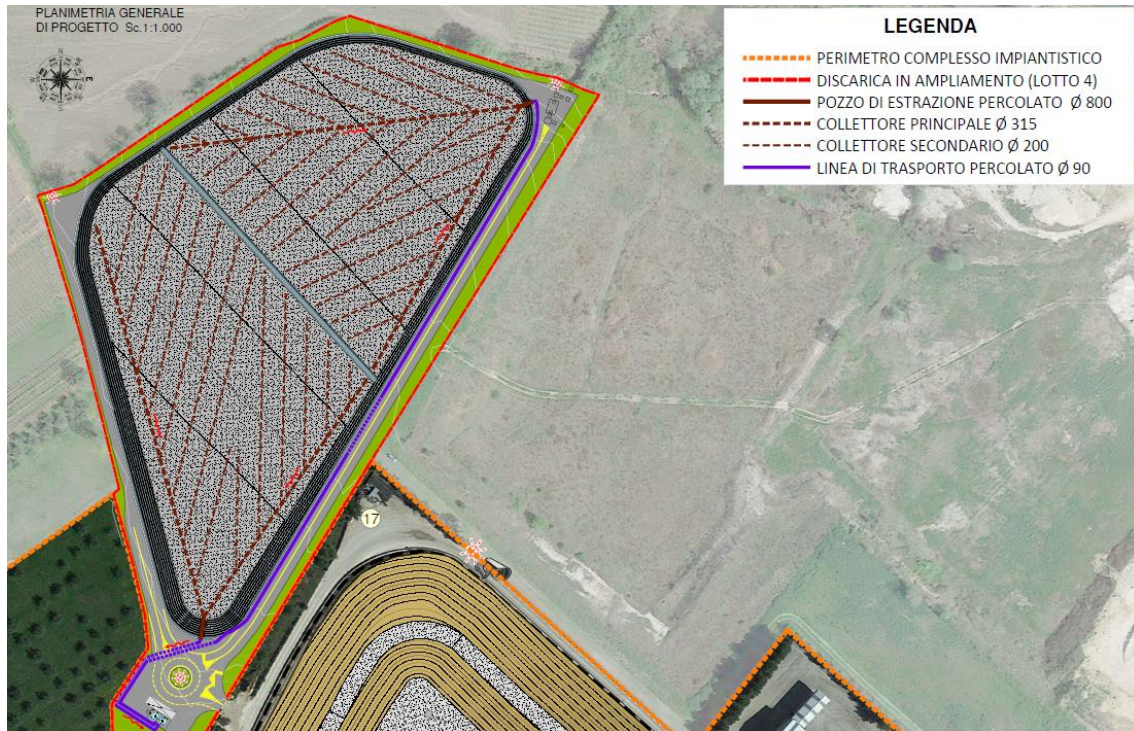 PLANIMETRIA GENERALE
DI PROGETTO Sc.1:1.000
N
E
LEGENDA
PERIMETRO COMPLESSO IMPIANTISTICO
DISCARICA IN AMPLIAMENTO (LOTTO 4)
POZZO DI ESTRAZIONE PERCOLATO Ø 800
COLLETTORE PRINCIPALE Ø 315
COLLETTORE SECONDARIO Ø 200
LINEA DI TRASPORTO PERCOLATO Ø 90
17